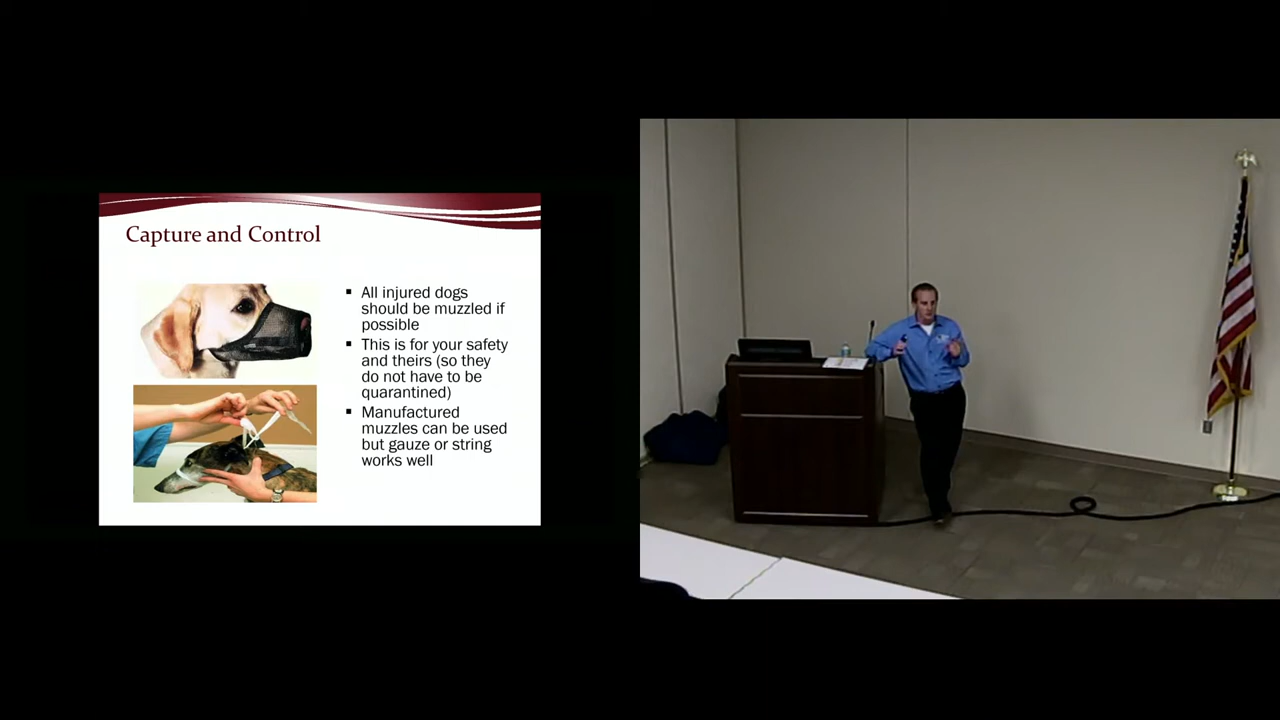 Capture and Control
▪ All injured dogs
should be muzzled if
possible
▪ This is for your safety
and theirs (so they
do not have to be
quarantined)
▪ Manufactured
muzzles can be used
but gauze or string
works well